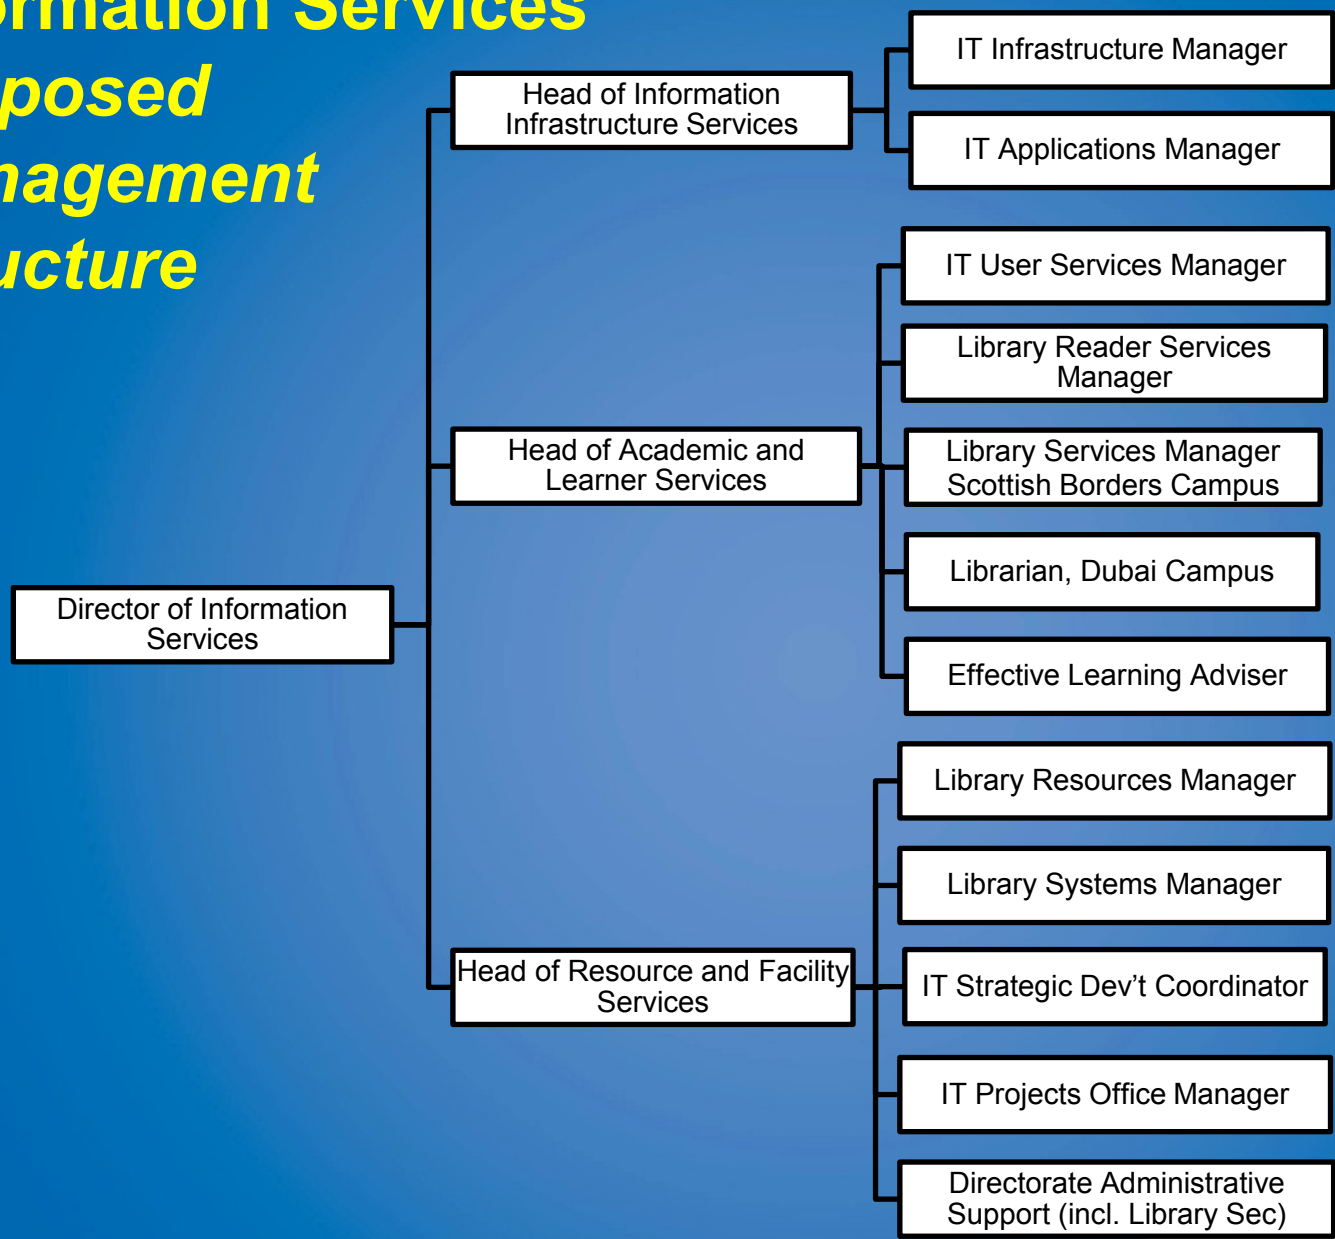 ormation Services
posed
nagement
ucture
IT Infrastructure Manager
Head of Information
Infrastructure Services
IT Applications Manager
IT User Services Manager
Library Reader Services
Manager
Head of Academic and
Learner Services
Library Services Manager
Scottish Borders Campus
Librarian, Dubai Campus
Director of Information
Services
Effective Learning Adviser
Library Resources Manager
Library Systems Manager
Head of Resource and Facility
Services
IT Strategic Dev’t Coordinator
IT Projects Office Manager
Directorate Administrative
Support (incl. Library Sec)